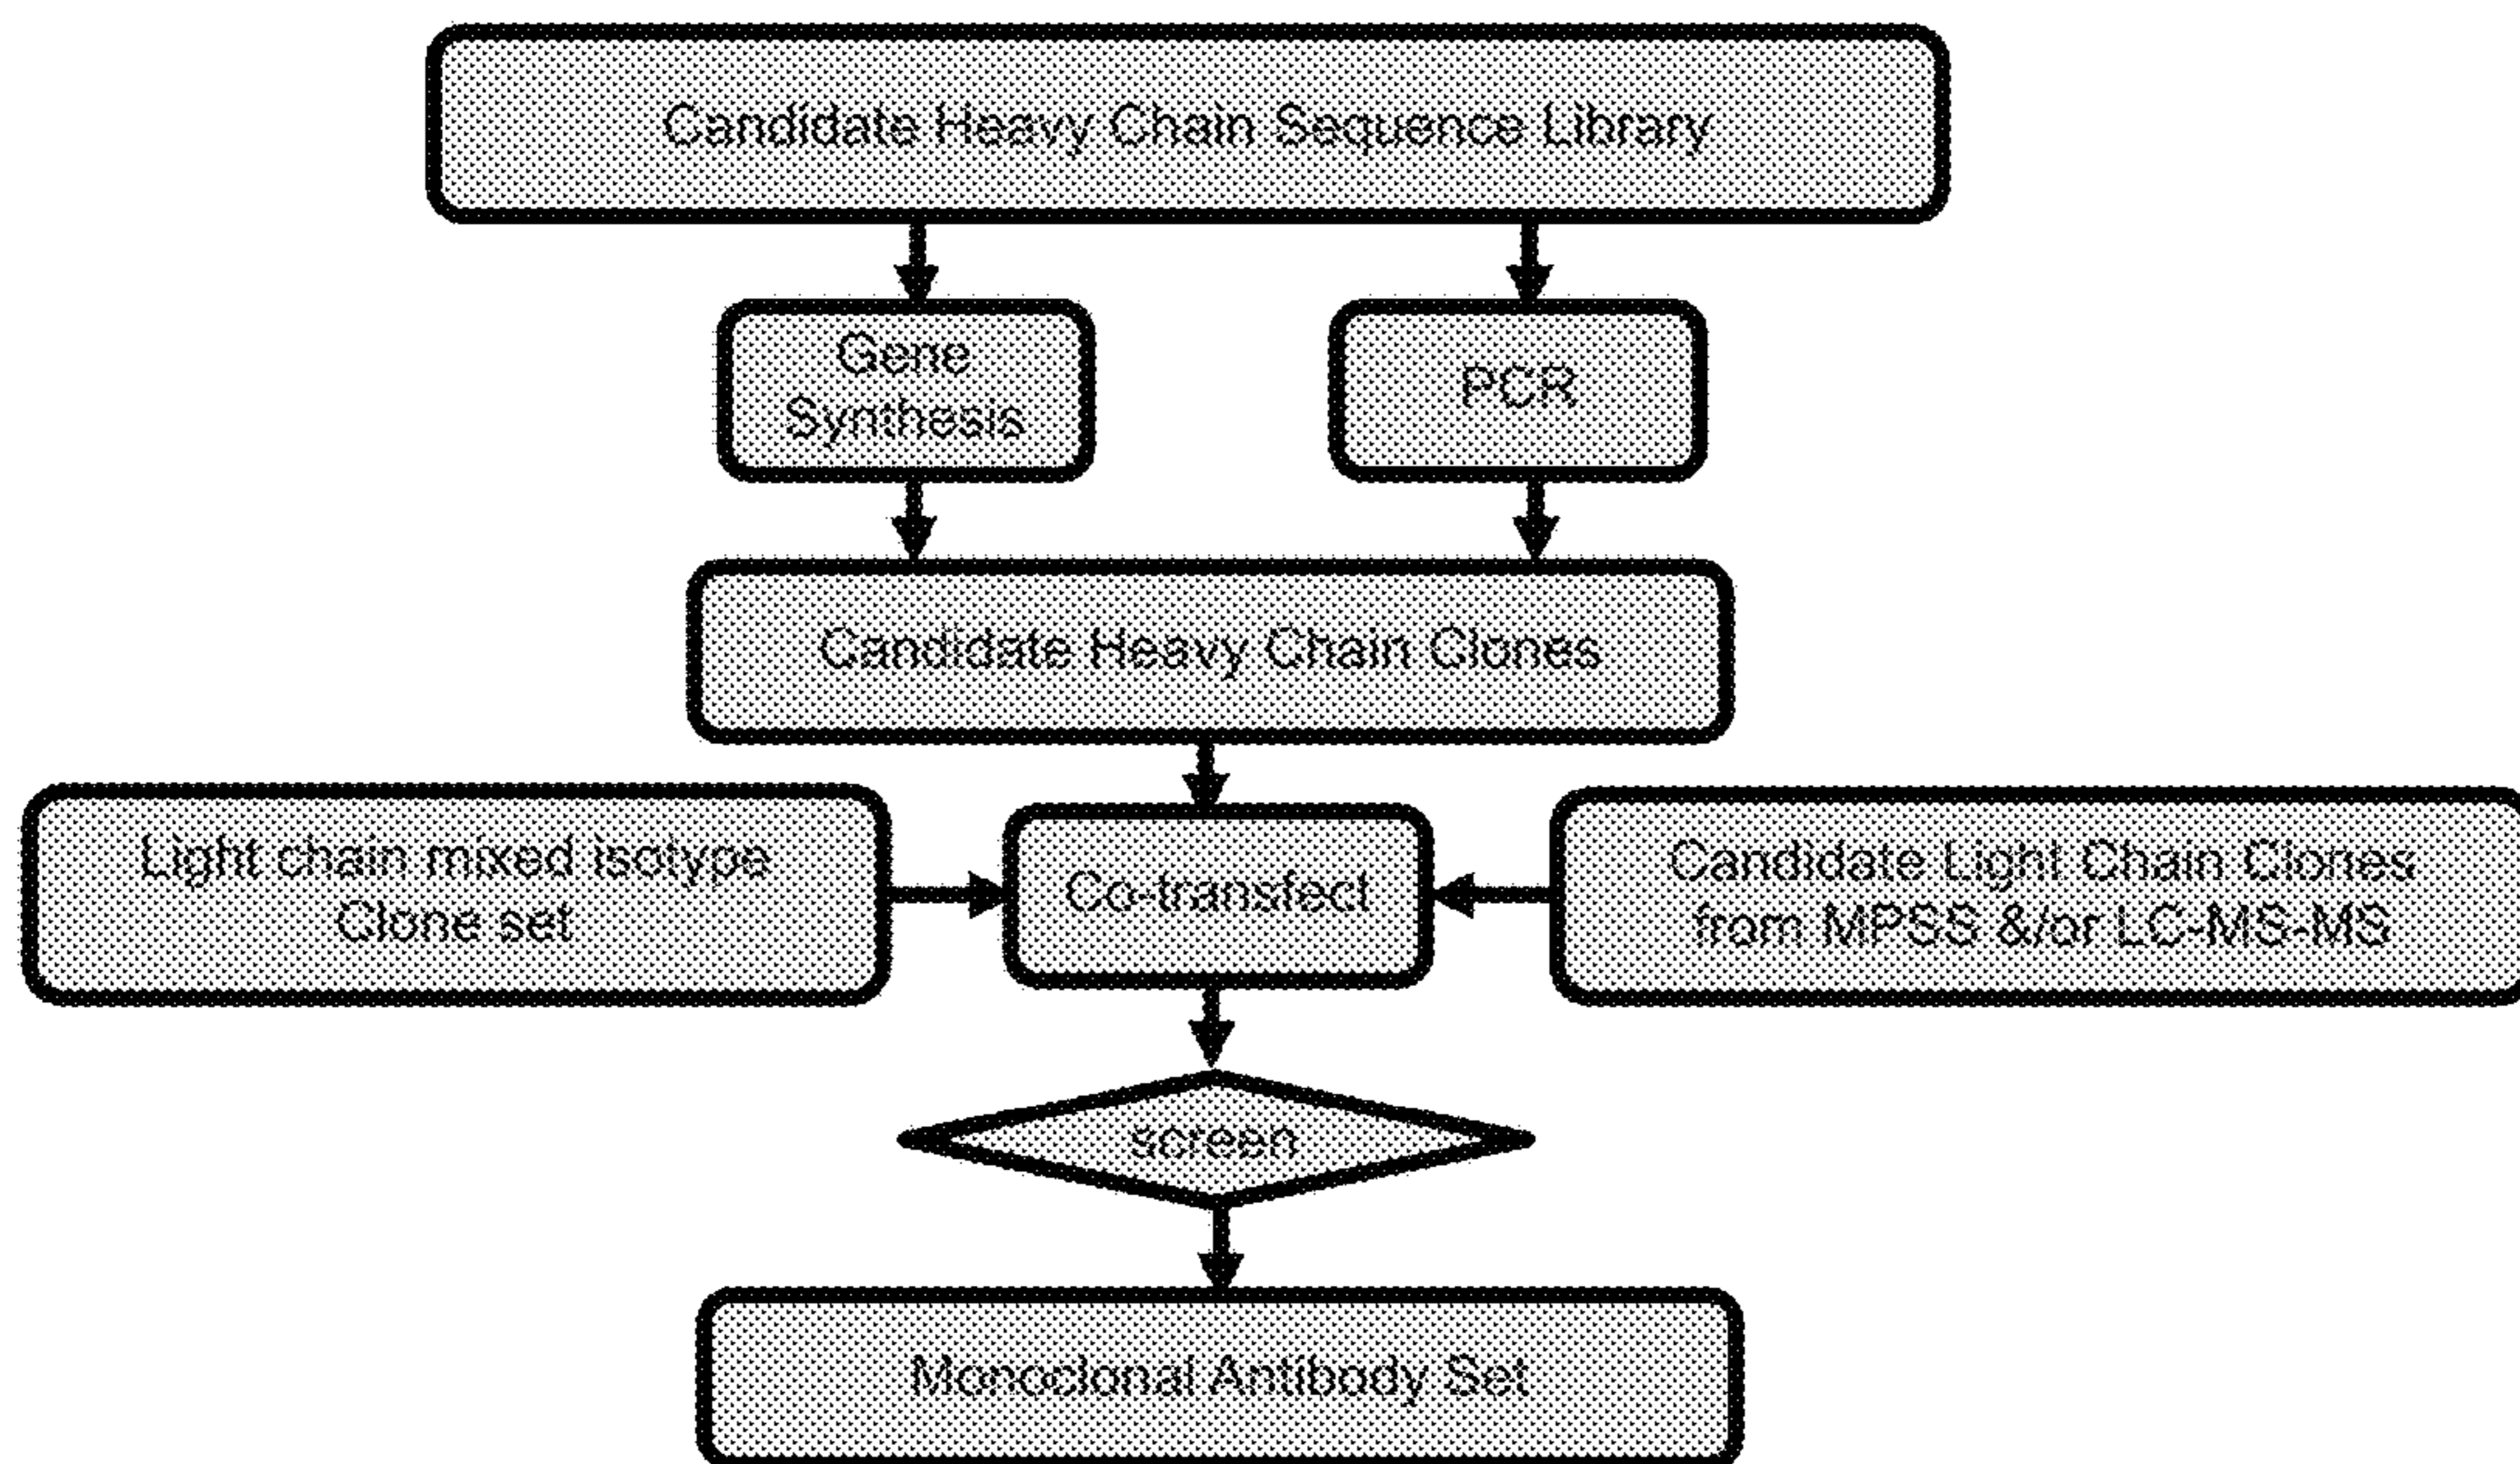 Candidate Heavy Chain Sequence Library
Gene
Synthesis
PCR
Candidate Heavy Chain Clones
Light chain mixed isotype
Clone set
Co-transfect
Candidate Light Chain Clones
from MPSS &/or LC-MS-MS
screen
Monoclonal Antibody Set